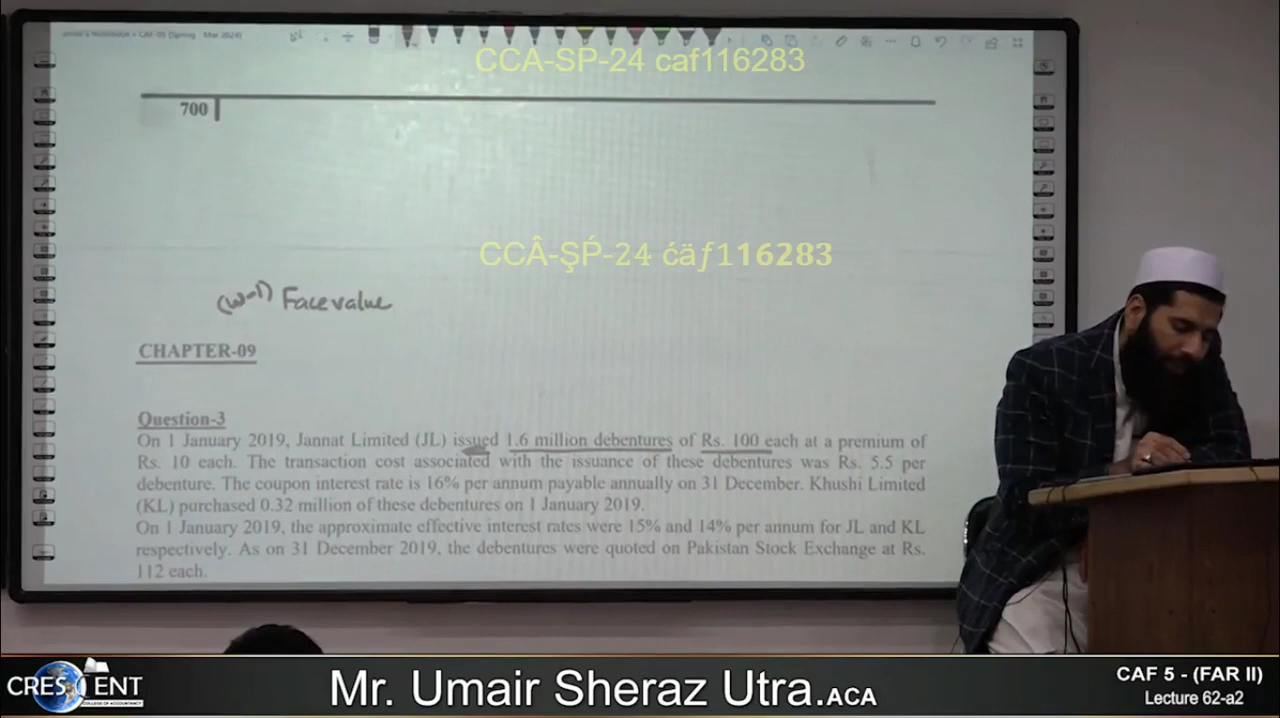 CCA-SP-24 caf116283
700
CCÂ-ŞṔ-24 ćäƒ116283
(W-1) Face value
CHAPTER-09
Question-3
On 1 January 2019, Jannat Limited (JL) issued 1.6 million debentures of Rs. 100 each at a premium of
Rs. 10 each. The transaction cost associated with the issuance of these debentures was Rs. 5.5 per
debenture. The coupon interest rate is 16% per annum payable annually on 31 December. Khushi Limited
(KL) purchased 0.32 million of these debentures on 1 January 2019.
On 1 January 2019, the approximate effective interest rates were 15% and 14% per annum for JL and KL
respectively. As on 31 December 2019, the debentures were quoted on Pakistan Stock Exchange at Rs.
112 each.
CRESCENT
COLLEGE OF ACCOUNTANCY
Mr. Umair Sheraz Utra.ACA
CAF 5 - (FAR II)
Lecture 62-a2